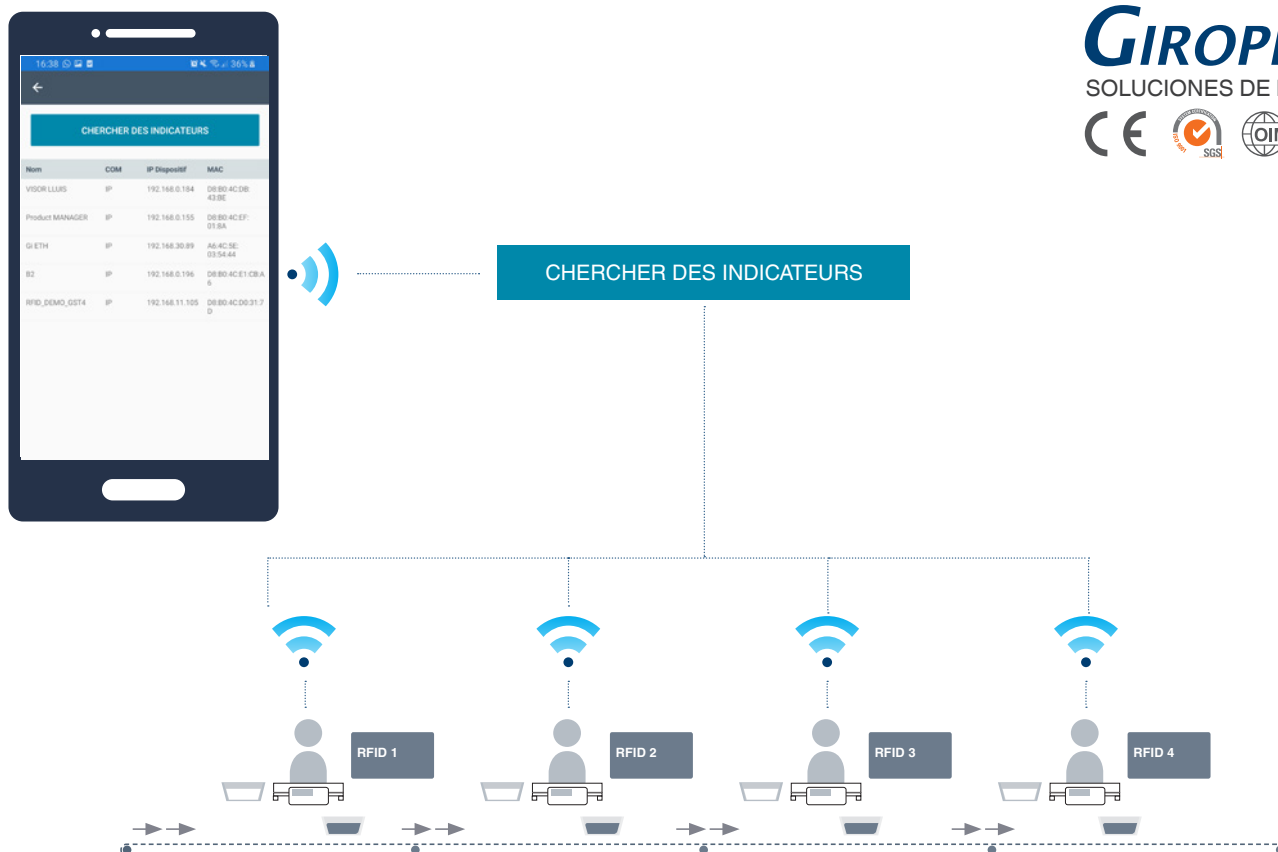 16:38 36%
CHERCHER DES INDICATEURS
Nom COM IP Dispositif MAC
VISOR LLUIS IP 192.168.0.184 D8:B0:4C:DB:
43:BE
Product MANAGER IP 192.168.0.155 D8:B0:4C:EF:
01:8A
GI ETH IP 192.168.30.89 A6:4C:5E:
03:54:44
B2 IP 192.168.0.196 D8:B0:4C:E1:CB:A
6
RFID_DEMO_GST4 IP 192.168.11.105 D8:B0:4C:D0:31:7
D
GIROPE
SOLUCIONES DE
CE ISO 9001 SGS OIM
CHERCHER DES INDICATEURS
RFID 1
RFID 2
RFID 3
RFID 4